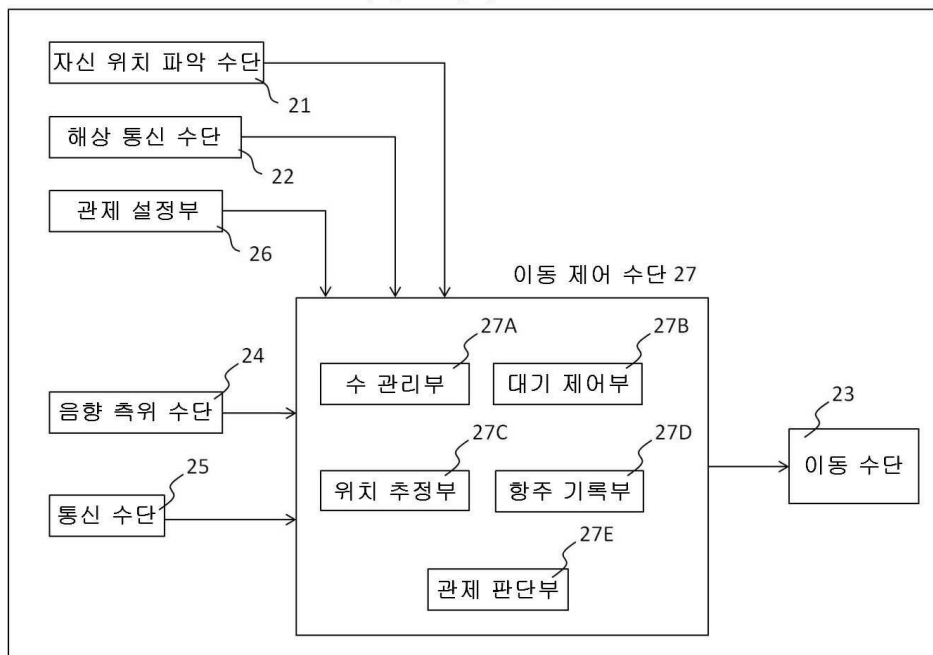 자신 위치 파악 수단
21
해상 통신 수단
22
관제 설정부
26
이동 제어 수단 27
27A
수 관리부
27B
대기 제어부
24
음향 측위 수단
23
이동 수단
27C
위치 추정부
27D
항주 기록부
25
통신 수단
27E
관제 판단부